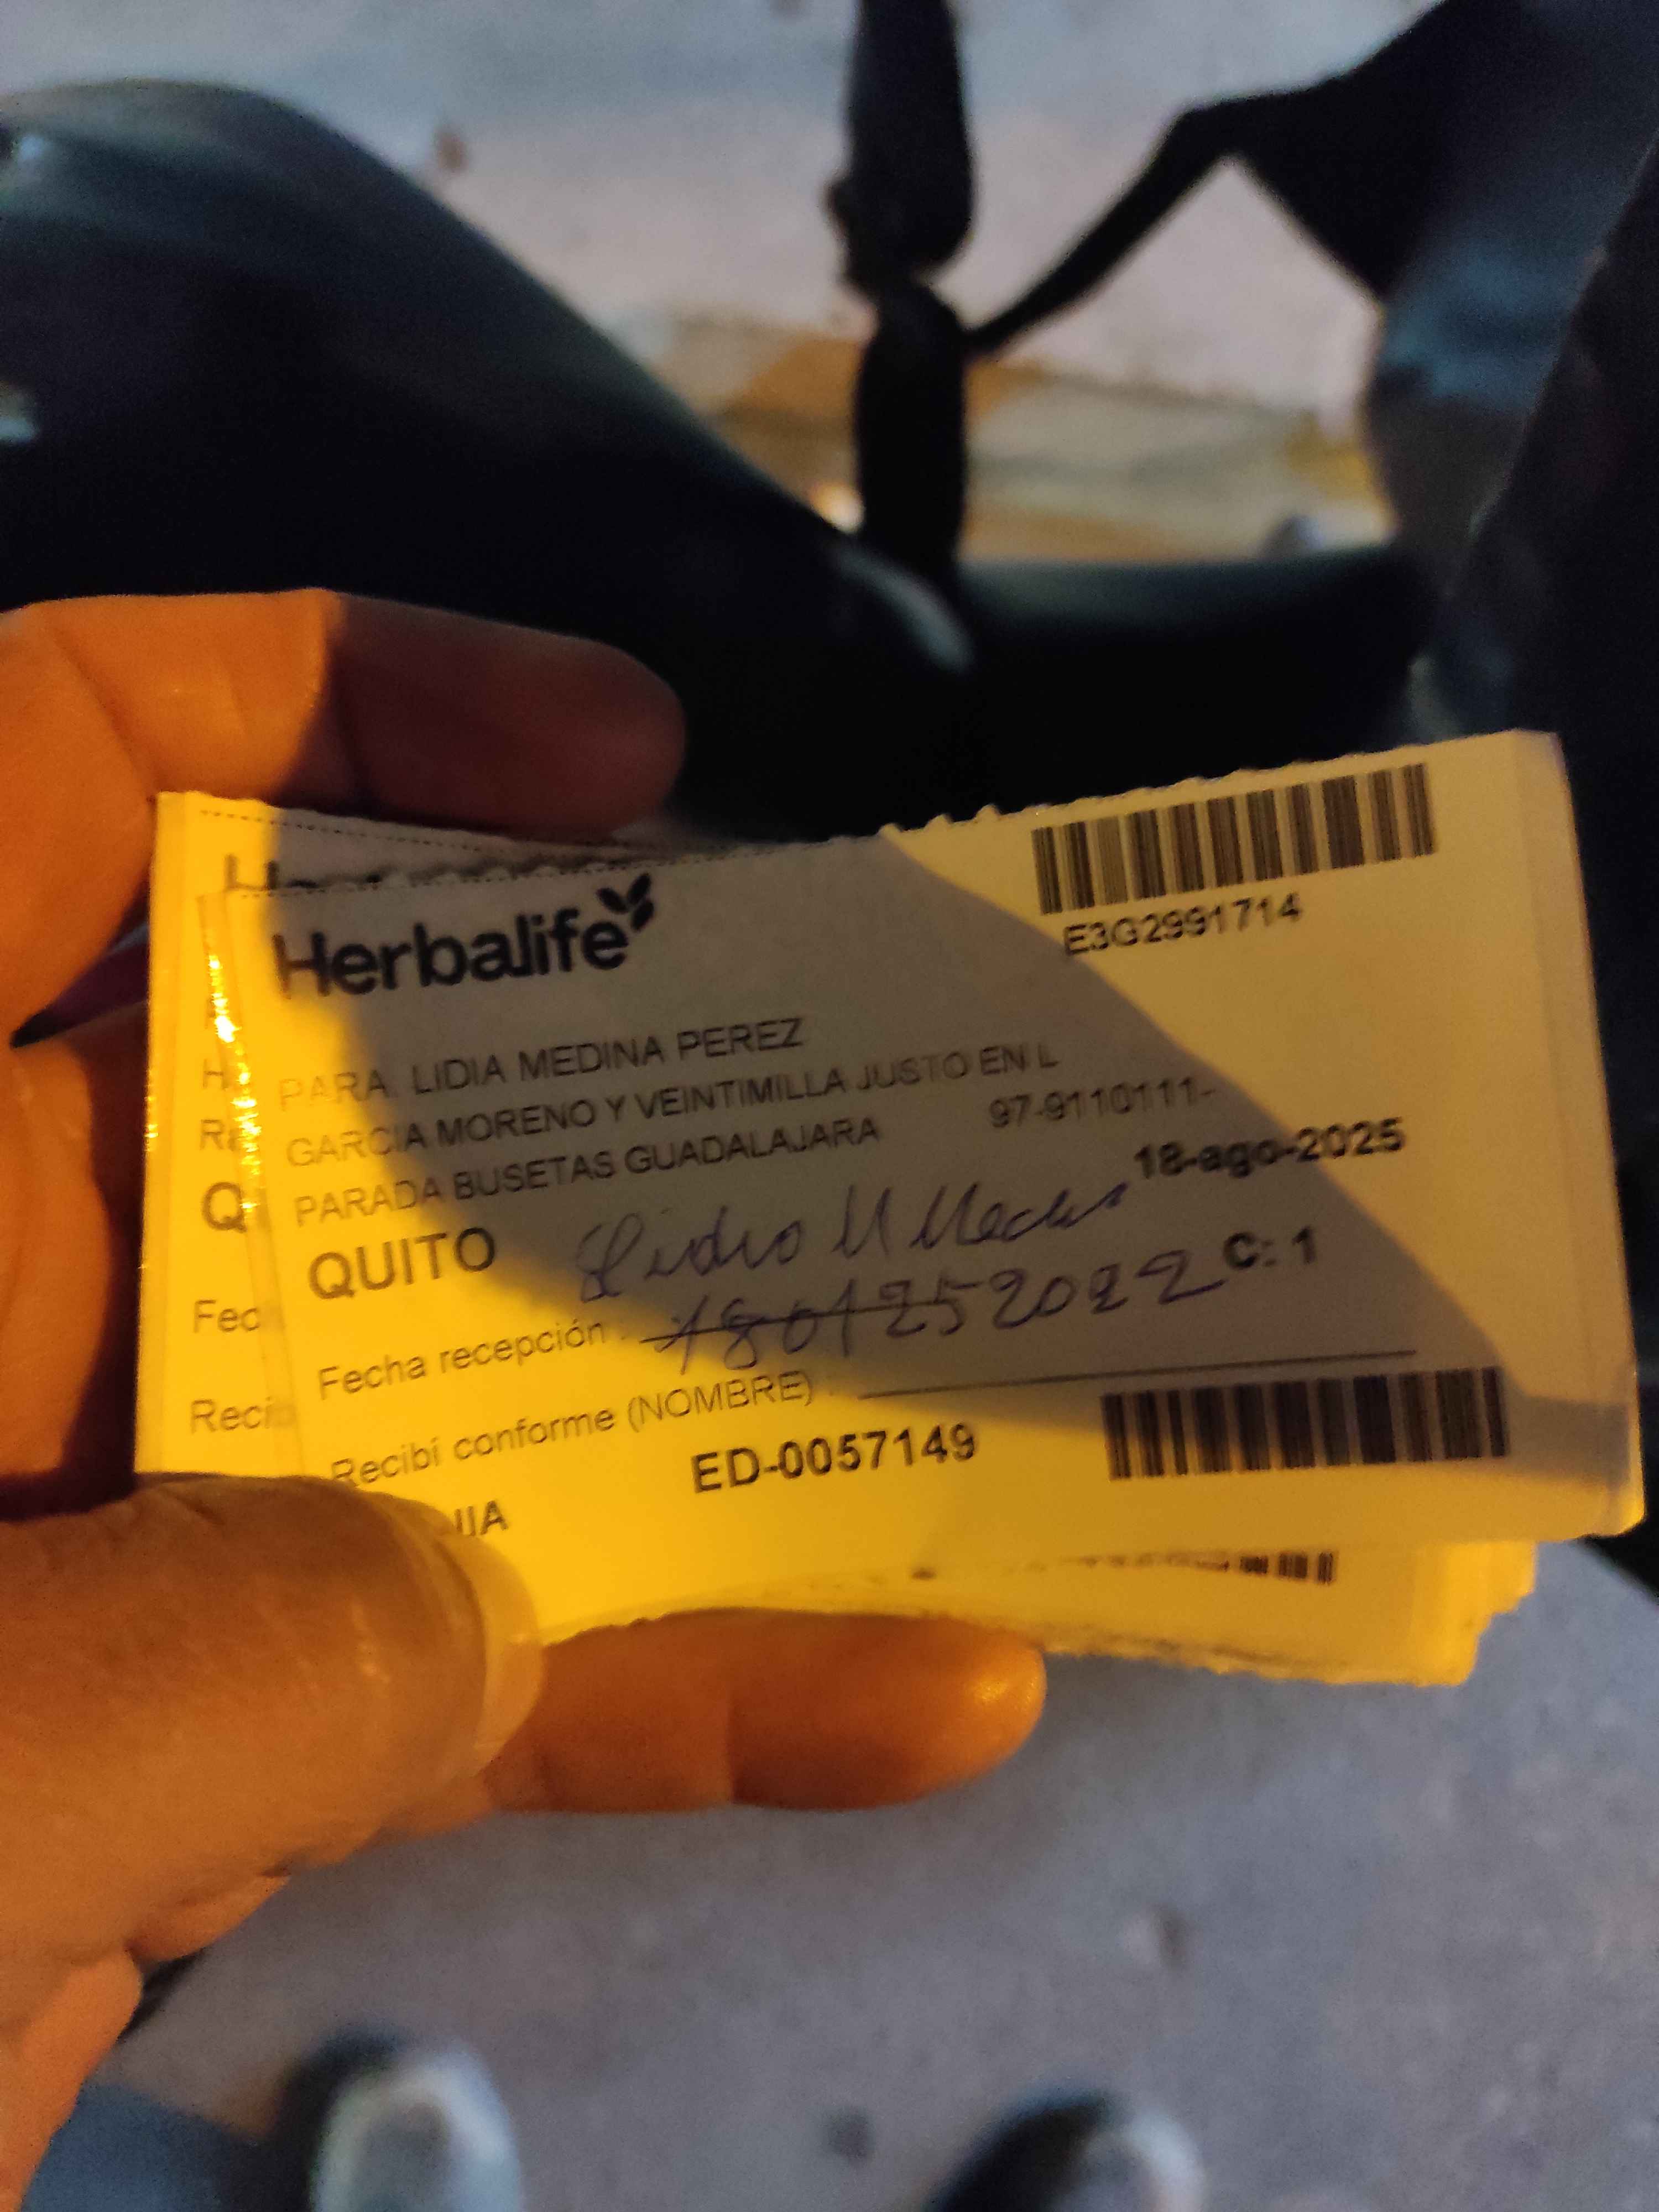 Herbalife
E3G2991714
PARA. LIDIA MEDINA PEREZ
GARCIA MORENO Y VEINTIMILLA JUSTO EN L
PARADA BUSETAS GUADALAJARA 97-9110111-
18-ago-2025
QUITO
C: 1
Fecha recepción
Recibí conforme (NOMBRE)
ED-0057149